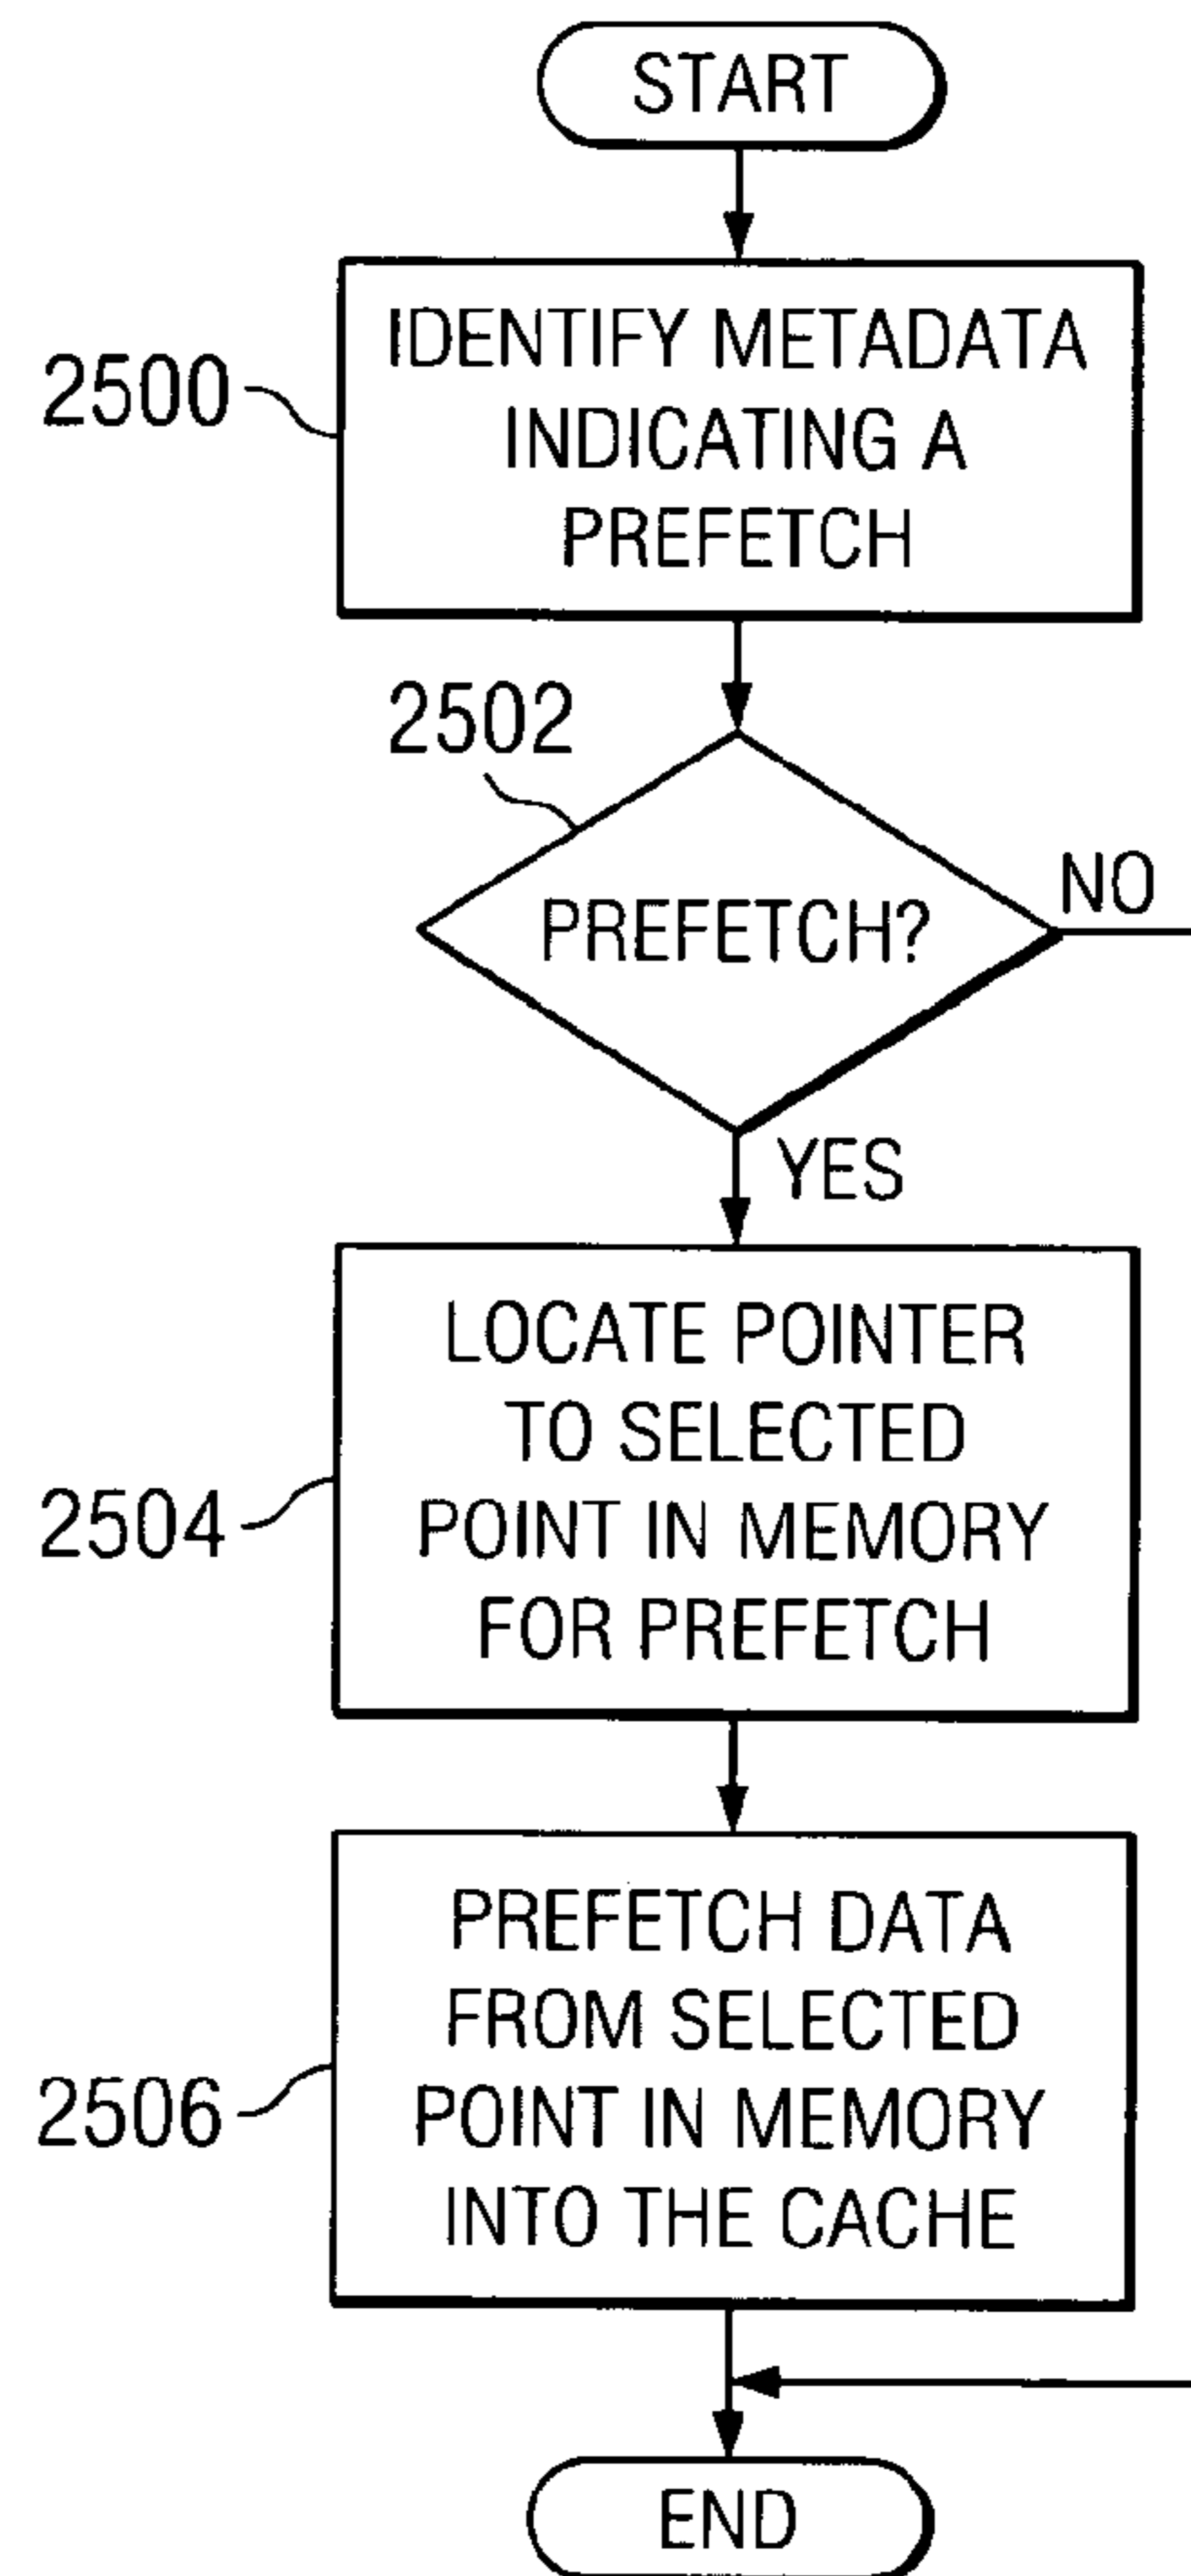 START
2500
IDENTIFY METADATA
INDICATING A
PREFETCH
2502
PREFETCH?
NO
YES
2504
LOCATE POINTER
TO SELECTED
POINT IN MEMORY
FOR PREFETCH
2506
PREFETCH DATA
FROM SELECTED
POINT IN MEMORY
INTO THE CACHE
END